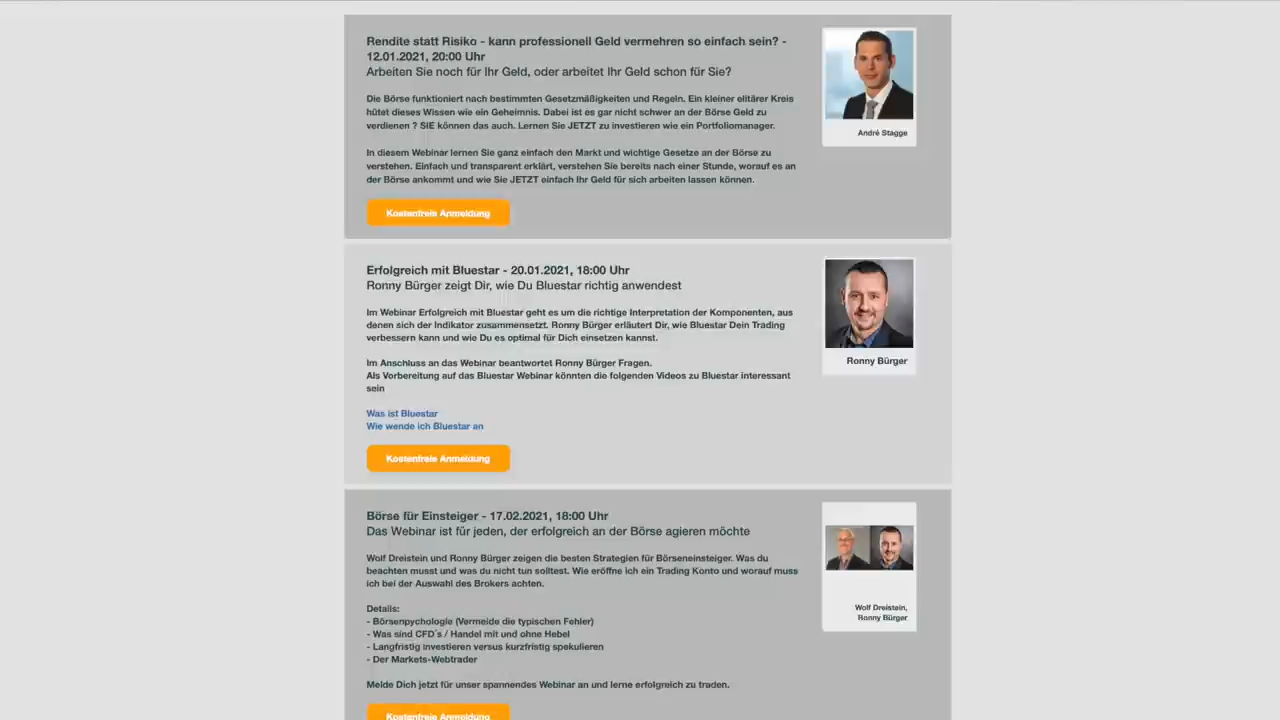 Rendite statt Risiko - kann professionell Geld vermehren so einfach sein? -
12.01.2021, 20:00 Uhr
Arbeiten Sie noch für Ihr Geld, oder arbeitet Ihr Geld schon für Sie?
Die Börse funktioniert nach bestimmten Gesetzmäßigkeiten und Regeln. Ein kleiner elitärer Kreis
hütet dieses Wissen wie ein Geheimnis. Dabei ist es gar nicht schwer an der Börse Geld zu
verdienen ? SIE können das auch. Lernen Sie JETZT zu investieren wie ein Portfoliomanager.
In diesem Webinar lernen Sie ganz einfach den Markt und wichtige Gesetze an der Börse zu
verstehen. Einfach und transparent erklärt, verstehen Sie bereits nach einer Stunde, worauf es an
der Börse ankommt und wie Sie JETZT einfach Ihr Geld für sich arbeiten lassen können.
Kostenfreie Anmeldung
André Stagge
Erfolgreich mit Bluestar - 20.01.2021, 18:00 Uhr
Ronny Bürger zeigt Dir, wie Du Bluestar richtig anwendest
Im Webinar Erfolgreich mit Bluestar geht es um die richtige Interpretation der Komponenten, aus
denen sich der Indikator zusammensetzt. Ronny Bürger erläutert Dir, wie Bluestar Dein Trading
verbessern kann und wie Du es optimal für Dich einsetzen kannst.
Im Anschluss an das Webinar beantwortet Ronny Bürger Fragen.
Als Vorbereitung auf das Bluestar Webinar könnten die folgenden Videos zu Bluestar interessant
sein
Was ist Bluestar
Wie wende ich Bluestar an
Kostenfreie Anmeldung
Ronny Bürger
Börse für Einsteiger - 17.02.2021, 18:00 Uhr
Das Webinar ist für jeden, der erfolgreich an der Börse agieren möchte
Wolf Dreistein und Ronny Bürger zeigen die besten Strategien für Börseneinsteiger. Was du
beachten musst und was du nicht tun solltest. Wie eröffne ich ein Trading Konto und worauf muss
ich bei der Auswahl des Brokers achten.
Details:
- Börsenpychologie (Vermeide die typischen Fehler)
- Was sind CFD´s / Handel mit und ohne Hebel
- Langfristig investieren versus kurzfristig spekulieren
- Der Markets-Webtrader
Melde Dich jetzt für unser spannendes Webinar an und lerne erfolgreich zu traden.
Kostenfreie Anmeldung
Wolf Dreistein,
Ronny Bürger